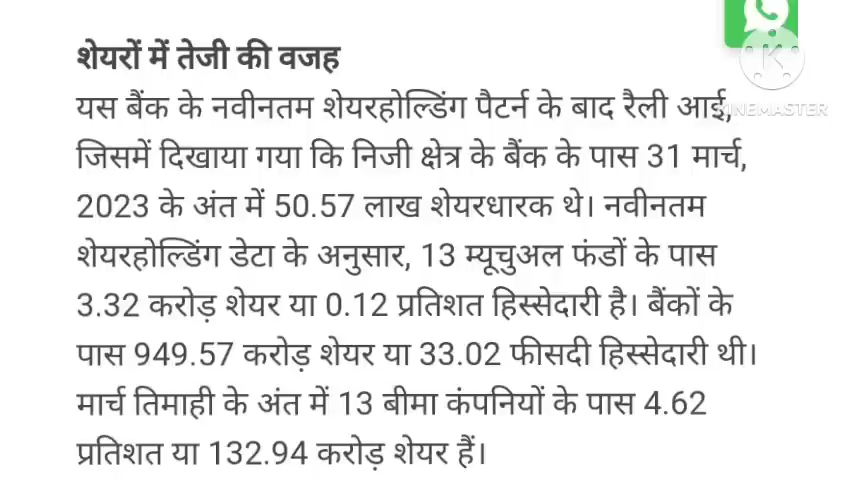 शेयरों में तेजी की वजह
यस बैंक के नवीनतम शेयरहोल्डिंग पैटर्न के बाद रैली आई,
KINEMASTER
जिसमें दिखाया गया कि निजी क्षेत्र के बैंक के पास 31 मार्च,
2023 के अंत में 50.57 लाख शेयरधारक थे। नवीनतम
शेयरहोल्डिंग डेटा के अनुसार, 13 म्यूचुअल फंडों के पास
3.32 करोड़ शेयर या 0.12 प्रतिशत हिस्सेदारी है। बैंकों के
पास 949.57 करोड़ शेयर या 33.02 फीसदी हिस्सेदारी थी।
मार्च तिमाही के अंत में 13 बीमा कंपनियों के पास 4.62
प्रतिशत या 132.94 करोड़ शेयर हैं।